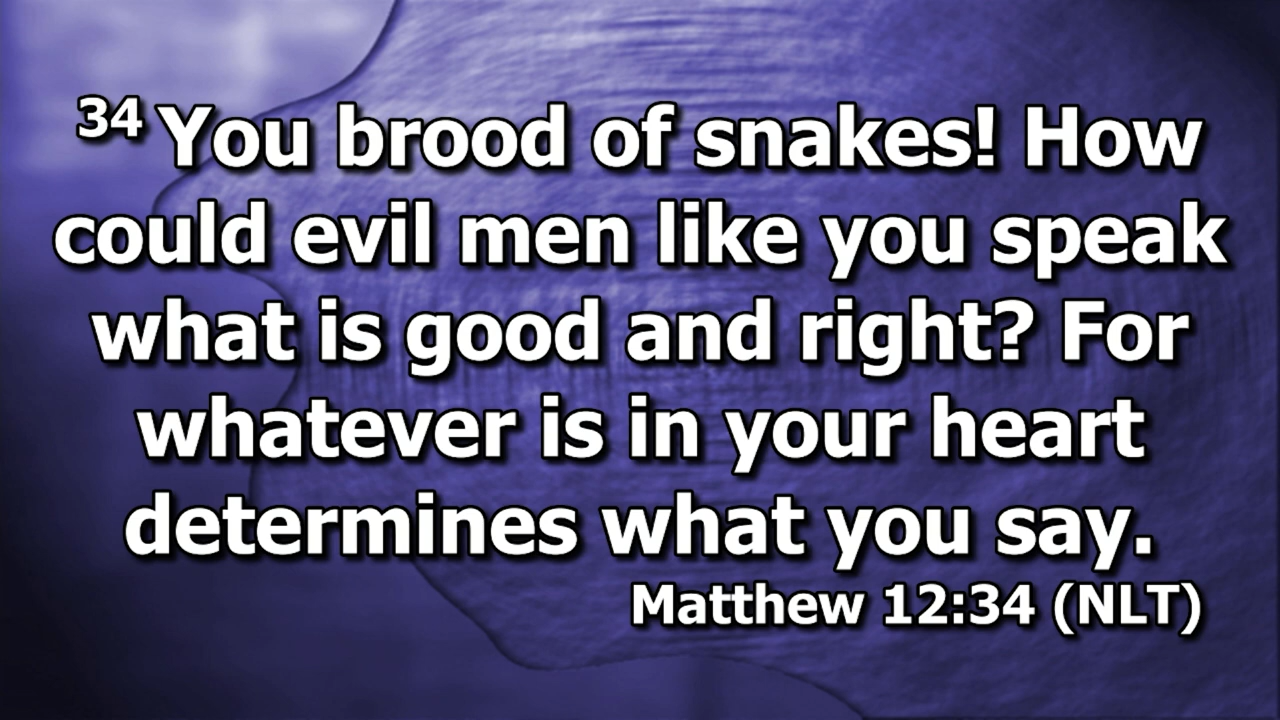 34 You brood of snakes! How
could evil men like you speak
what is good and right? For
whatever is in your heart
determines what you say.
Matthew 12:34 (NLT)